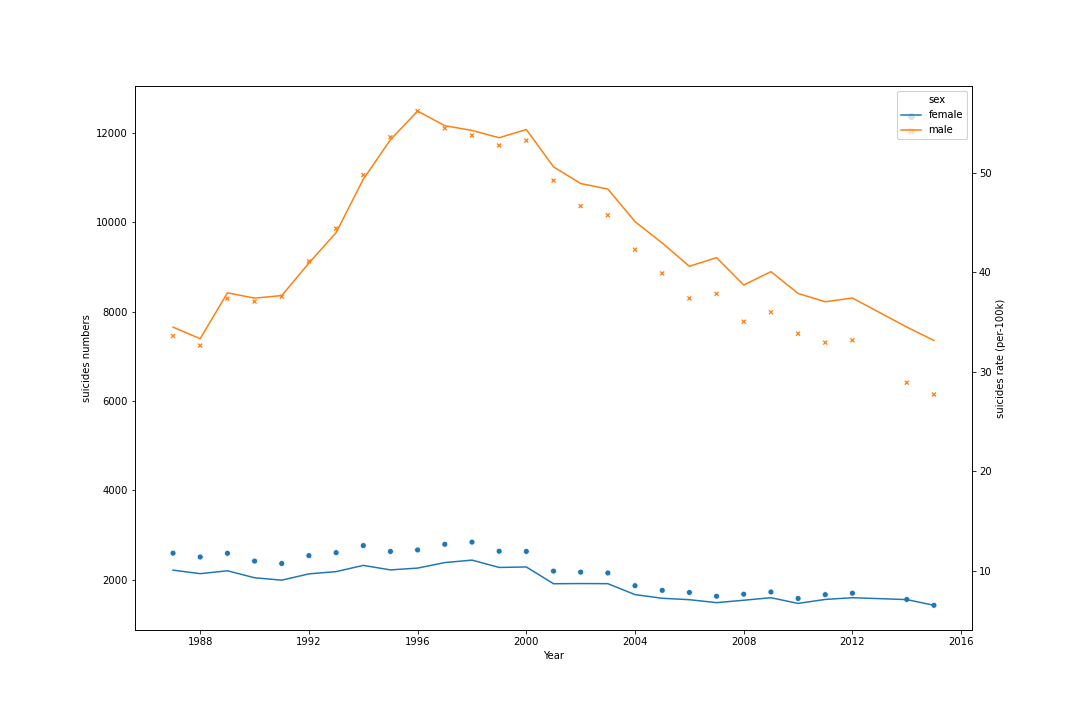 sex
female
male
12000
10000
8000
6000
4000
2000
suicides numbers
50
40
30
20
10
suicides rate (per-100k)
1988 1992 1996 2000 2004 2008 2012 2016
Year